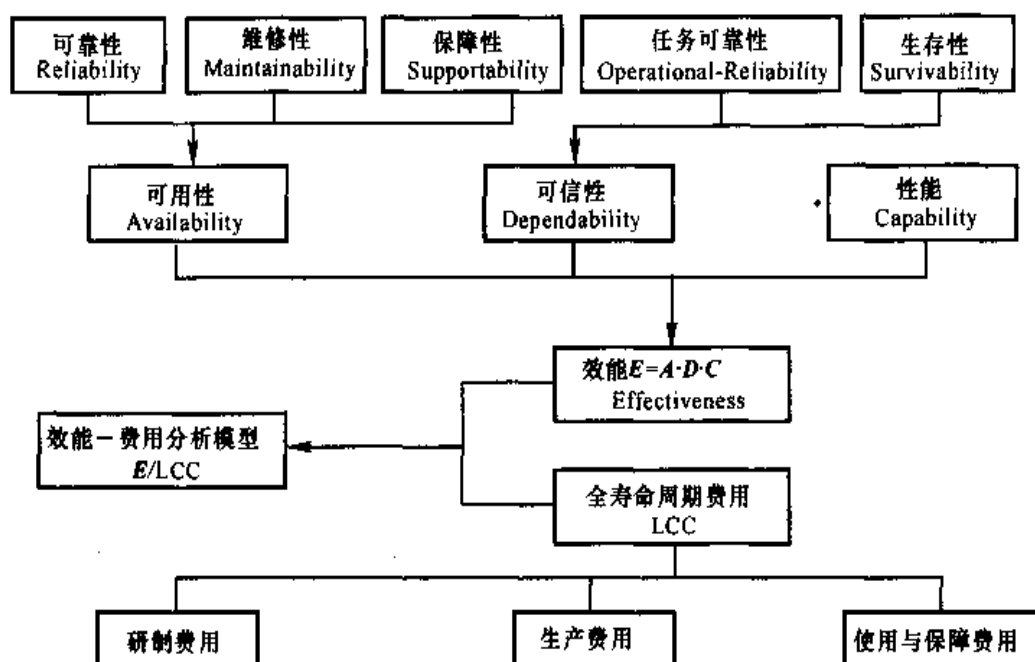 可靠性
Reliability
维修性
Maintainability
保障性
Supportability
任务可靠性
Operational-Reliability
生存性
Survivability
可用性
Availability
可信性
Dependability
性能
Capability
效能E=A·D·C
Effectiveness
效能－费用分析模型
E/LCC
全寿命周期费用
LCC
研制费用
生产费用
使用与保障费用